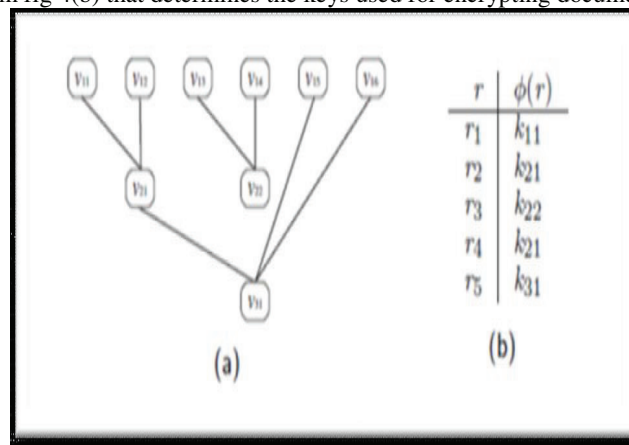 m fig 4(b) that determines the keys used for encrypting docume
V11 V12 V13 V14 V15 V16
V21 V22
V31
(a)
r ϕ(r)
r1 k11
r2 k21
r3 k22
r4 k21
r5 k31
(b)